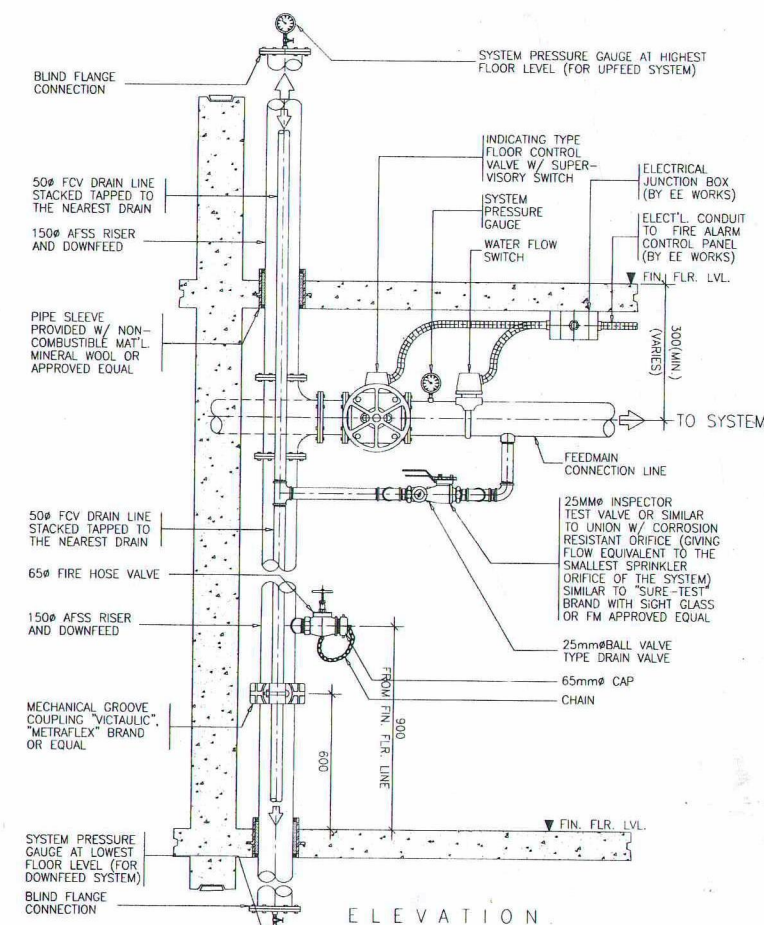 SYSTEM PRESSURE GAUGE AT HIGHEST
FLOOR LEVEL (FOR UPFEED SYSTEM)
BLIND FLANGE
CONNECTION
INDICATING TYPE
FLOOR CONTROL
VALVE W/ SUPER-
VISORY SWITCH
ELECTRICAL
JUNCTION BOX
(BY EE WORKS)
50ø FCV DRAIN LINE
STACKED TAPPED TO
THE NEAREST DRAIN
SYSTEM
PRESSURE
GAUGE
ELECT'L. CONDUIT
TO FIRE ALARM
CONTROL PANEL
(BY EE WORKS)
150ø AFSS RISER
AND DOWNFEED
WATER FLOW
SWITCH
FIN. FLR. LVL.
PIPE SLEEVE
PROVIDED W/ NON-
COMBUSTIBLE MAT'L.
MINERAL WOOL OR
APPROVED EQUAL
300(MIN.)
(VARIES)
TO SYSTEM
FEEDMAIN
CONNECTION LINE
50ø FCV DRAIN LINE
STACKED TAPPED TO
THE NEAREST DRAIN
25MMø INSPECTOR
TEST VALVE OR SIMILAR
TO UNION W/ CORROSION
RESISTANT ORIFICE (GIVING
FLOW EQUIVALENT TO THE
SMALLEST SPRINKLER
ORIFICE OF THE SYSTEM)
SIMILAR TO "SURE-TEST"
BRAND WITH SIGHT GLASS
OR FM APPROVED EQUAL
65ø FIRE HOSE VALVE
150ø AFSS RISER
AND DOWNFEED
25mmøBALL VALVE
TYPE DRAIN VALVE
65mmø CAP
CHAIN
MECHANICAL GROOVE
COUPLING "VICTAULIC",
"METRAFLEX" BRAND
OR EQUAL
900
FROM FIN. FLR. LINE
600
FIN. FLR. LVL.
SYSTEM PRESSURE
GAUGE AT LOWEST
FLOOR LEVEL (FOR
DOWNFEED SYSTEM)
BLIND FLANGE
CONNECTION
ELEVATION